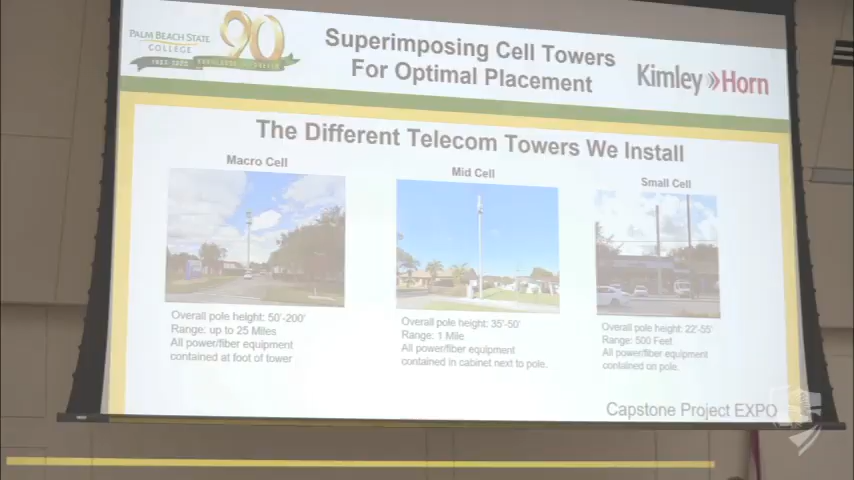 PALM BEACH STATE
COLLEGE
90
Superimposing Cell Towers
For Optimal Placement
Kimley»Horn
The Different Telecom Towers We Install
Macro Cell
Overall pole height: 50'-200'
Range: up to 25 Miles
All power/fiber equipment
contained at foot of tower
Mid Cell
Overall pole height: 35'-50'
Range: 1 Mile
All power/fiber equipment
contained in cabinet next to pole.
Small Cell
Overall pole height: 22'-55'
Range: 500 Feet
All power/fiber equipment
contained on pole.
Capstone Project EXPO